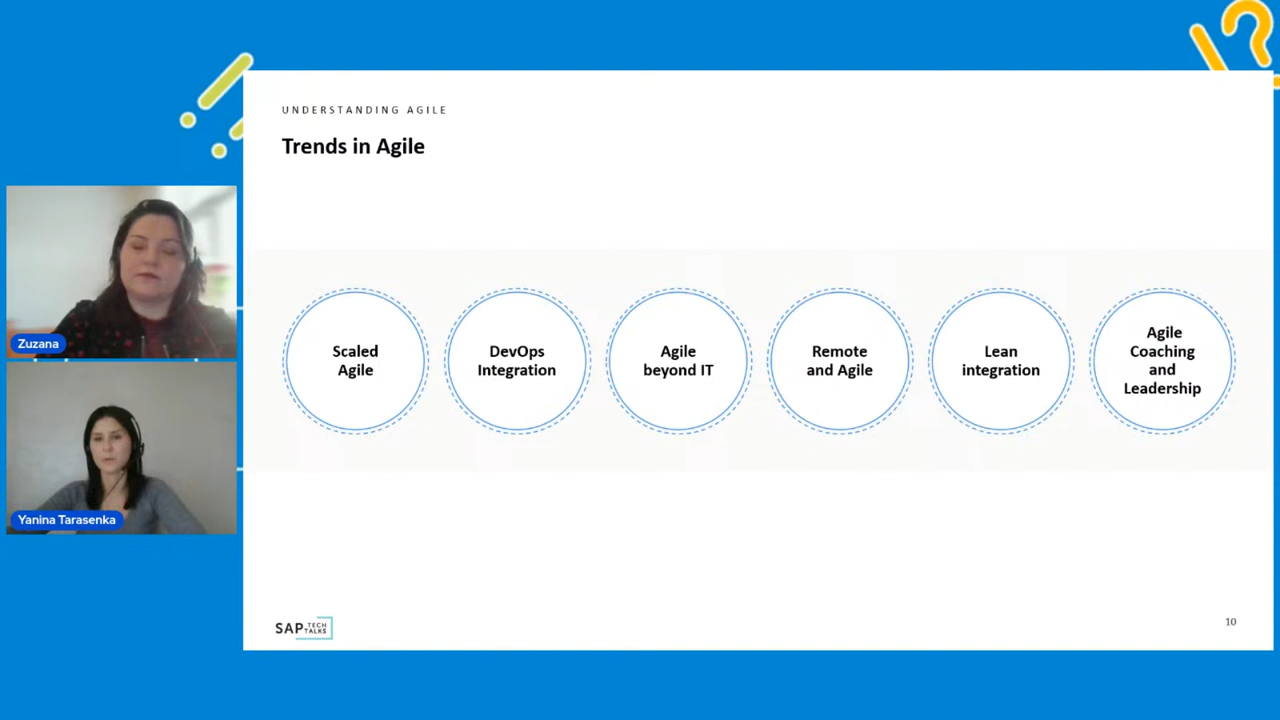 UNDERSTANDING AGILE
Trends in Agile
Zuzana
Yanina Tarasenka
Scaled
Agile
DevOps
Integration
Agile
beyond IT
Remote
and Agile
Lean
integration
Agile
Coaching
and
Leadership
SAP TECH
TALKS
10